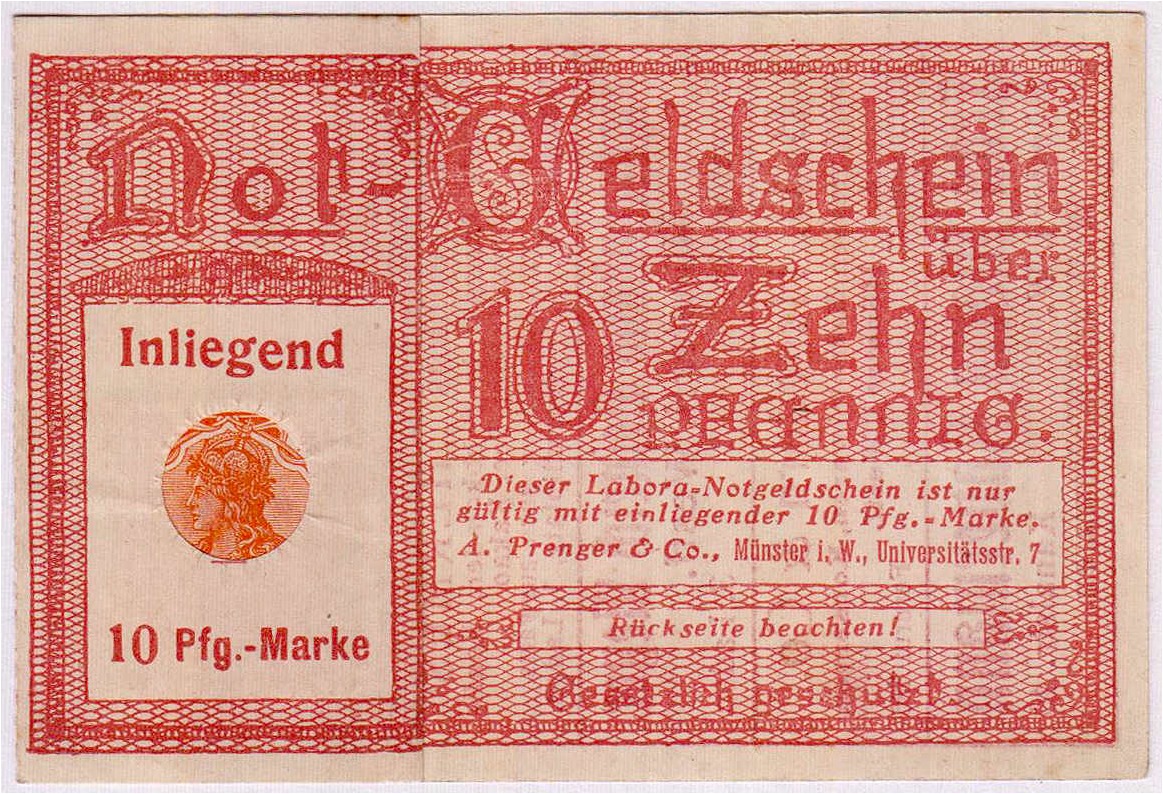 Not-Geldschein
über
10 Zehn
PFENNIG.
Inliegend
10 Pfg.-Marke
Dieser Labora-Notgeldschein ist nur
gültig mit einliegender 10 Pfg.-Marke.
A. Prenger & Co., Münster i. W., Universitätsstr. 7
Rückseite beachten!
Gesetzlich geschützt.